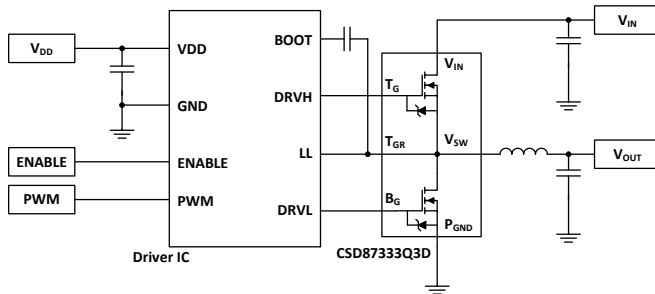 VDD
VDD
GND
ENABLE
ENABLE
PWM
PWM
Driver IC
BOOT
DRVH
LL
DRVL
TG
TGR
BG
VIN
VSW
PGND
CSD87333Q3D
VIN
VOUT